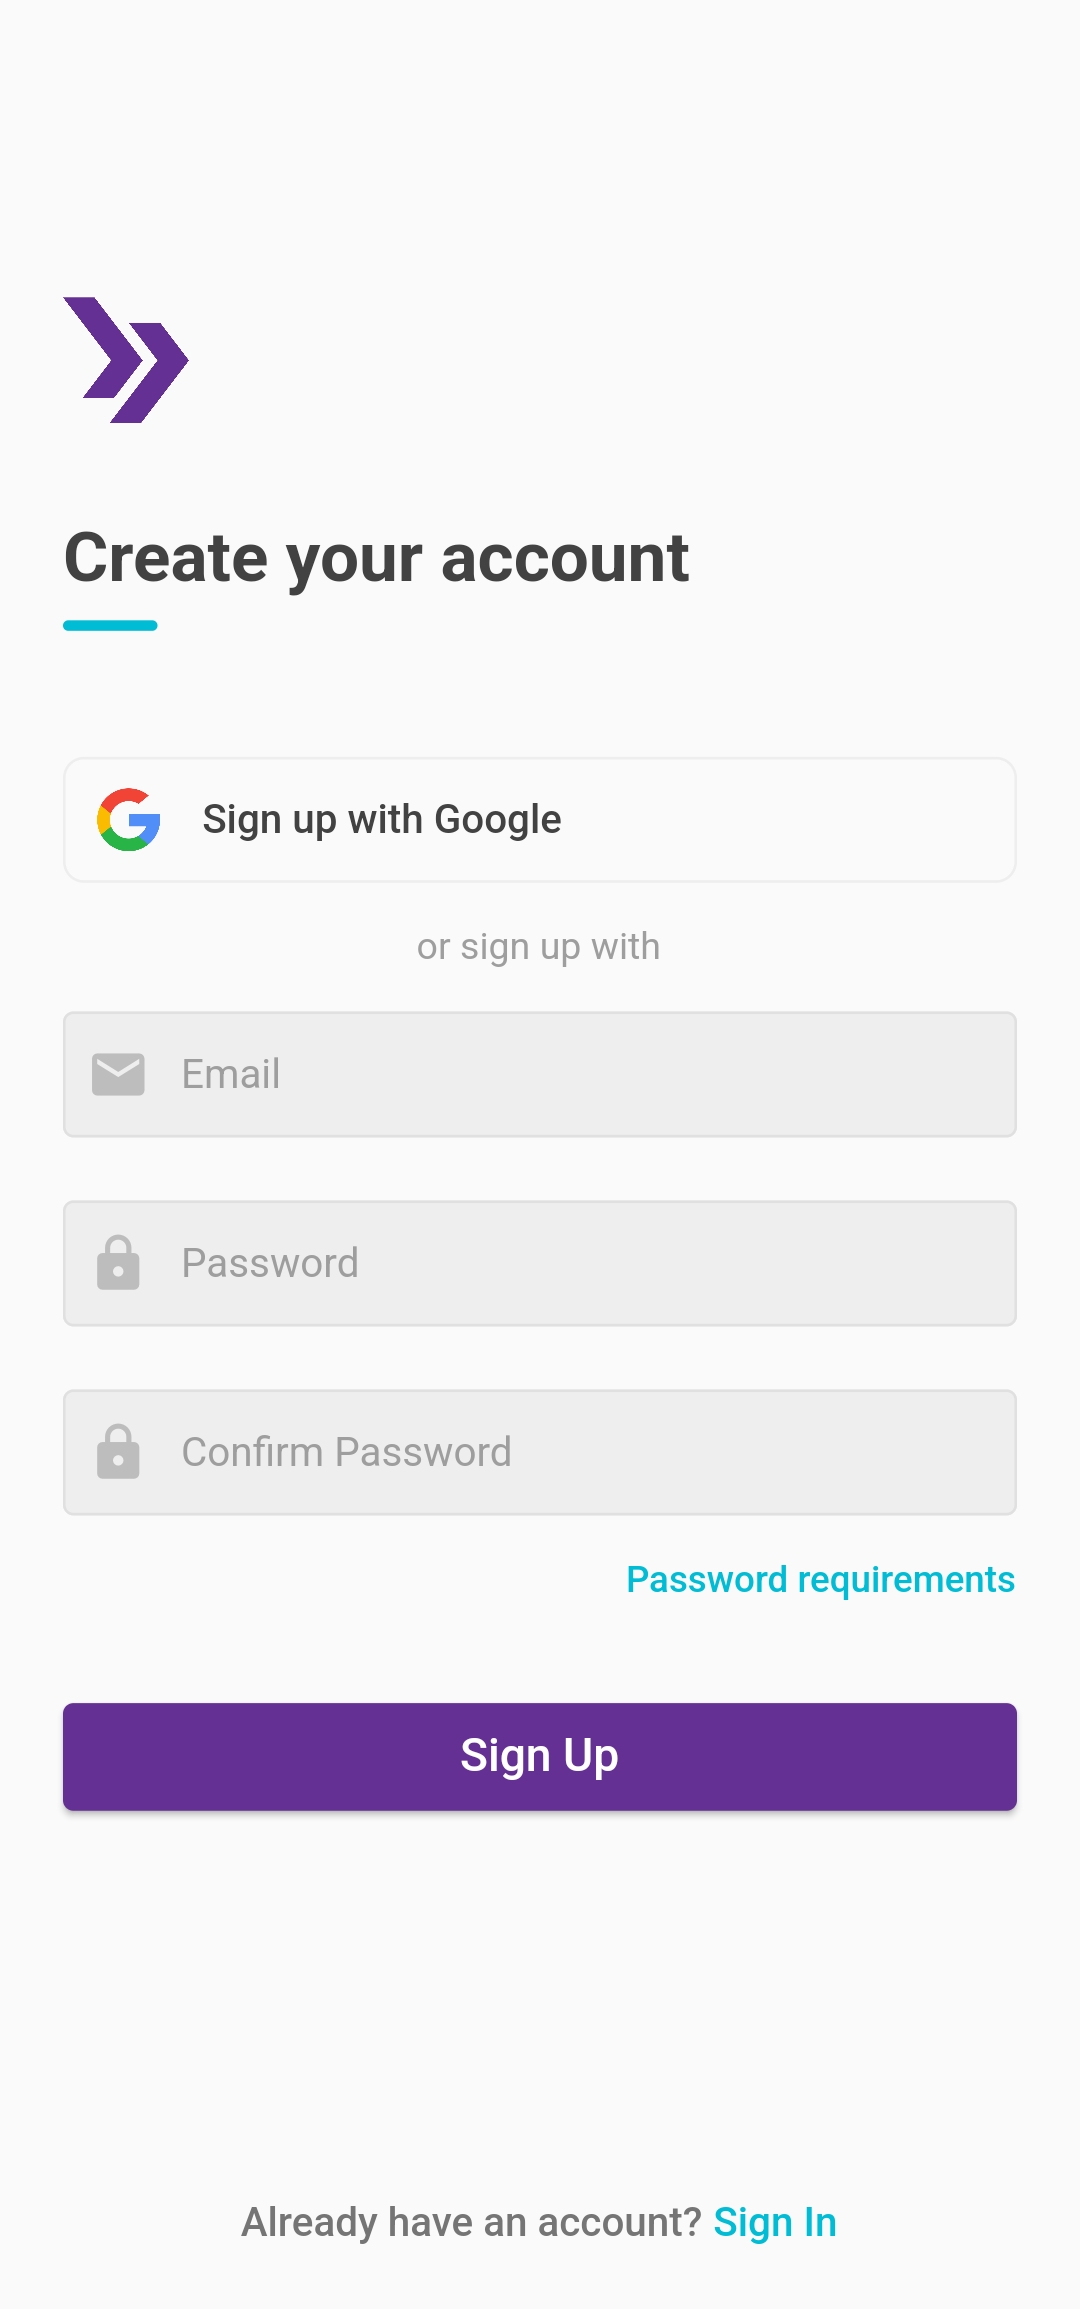 Create your account
Sign up with Google
or sign up with
Email
Password
Confirm Password
Password requirements
Sign Up
Already have an account? Sign In